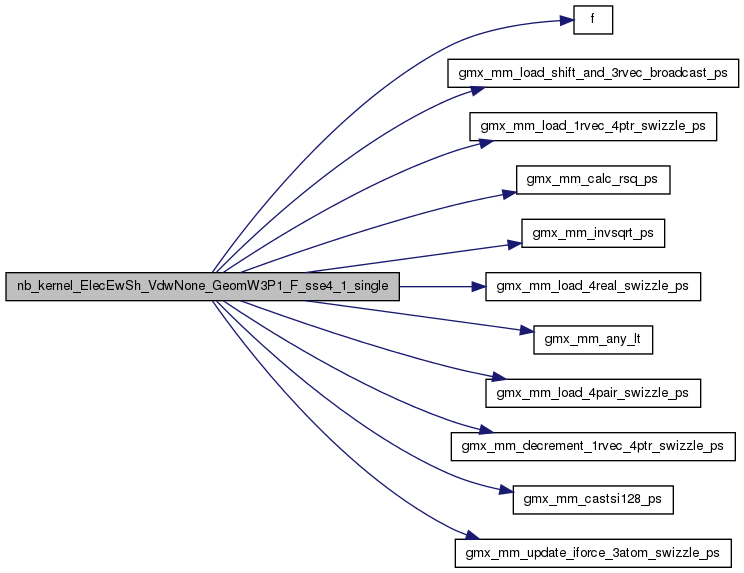 f
gmx_mm_load_shift_and_3rvec_broadcast_ps
gmx_mm_load_1rvec_4ptr_swizzle_ps
gmx_mm_calc_rsq_ps
gmx_mm_invsqrt_ps
nb_kernel_ElecEwSh_VdwNone_GeomW3P1_F_sse4_1_single
gmx_mm_load_4real_swizzle_ps
gmx_mm_any_lt
gmx_mm_load_4pair_swizzle_ps
gmx_mm_decrement_1rvec_4ptr_swizzle_ps
gmx_mm_castsi128_ps
gmx_mm_update_iforce_3atom_swizzle_ps